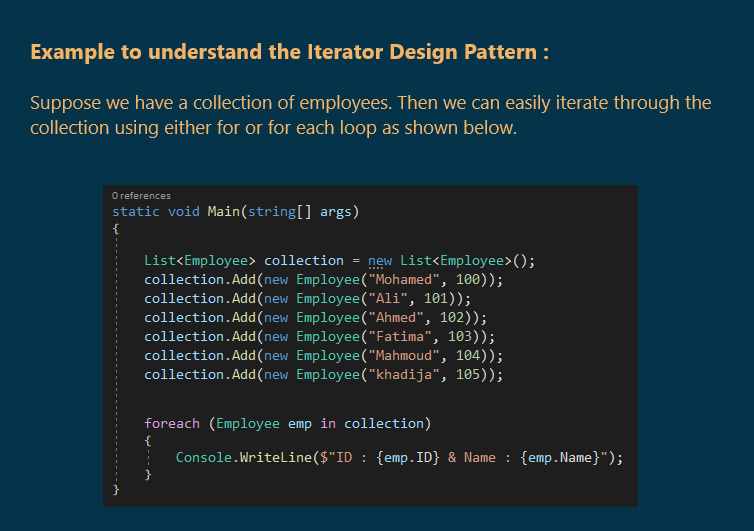 Example to understand the Iterator Design Pattern :
Suppose we have a collection of employees. Then we can easily iterate through the
collection using either for or for each loop as shown below.
0 references
static void Main(string[] args)
{
List<Employee> collection = new List<Employee>();
collection.Add(new Employee("Mohamed", 100));
collection.Add(new Employee("Ali", 101));
collection.Add(new Employee("Ahmed", 102));
collection.Add(new Employee("Fatima", 103));
collection.Add(new Employee("Mahmoud", 104));
collection.Add(new Employee("khadija", 105));
foreach (Employee emp in collection)
{
Console.WriteLine($"ID : {emp.ID} & Name : {emp.Name}");
}
}